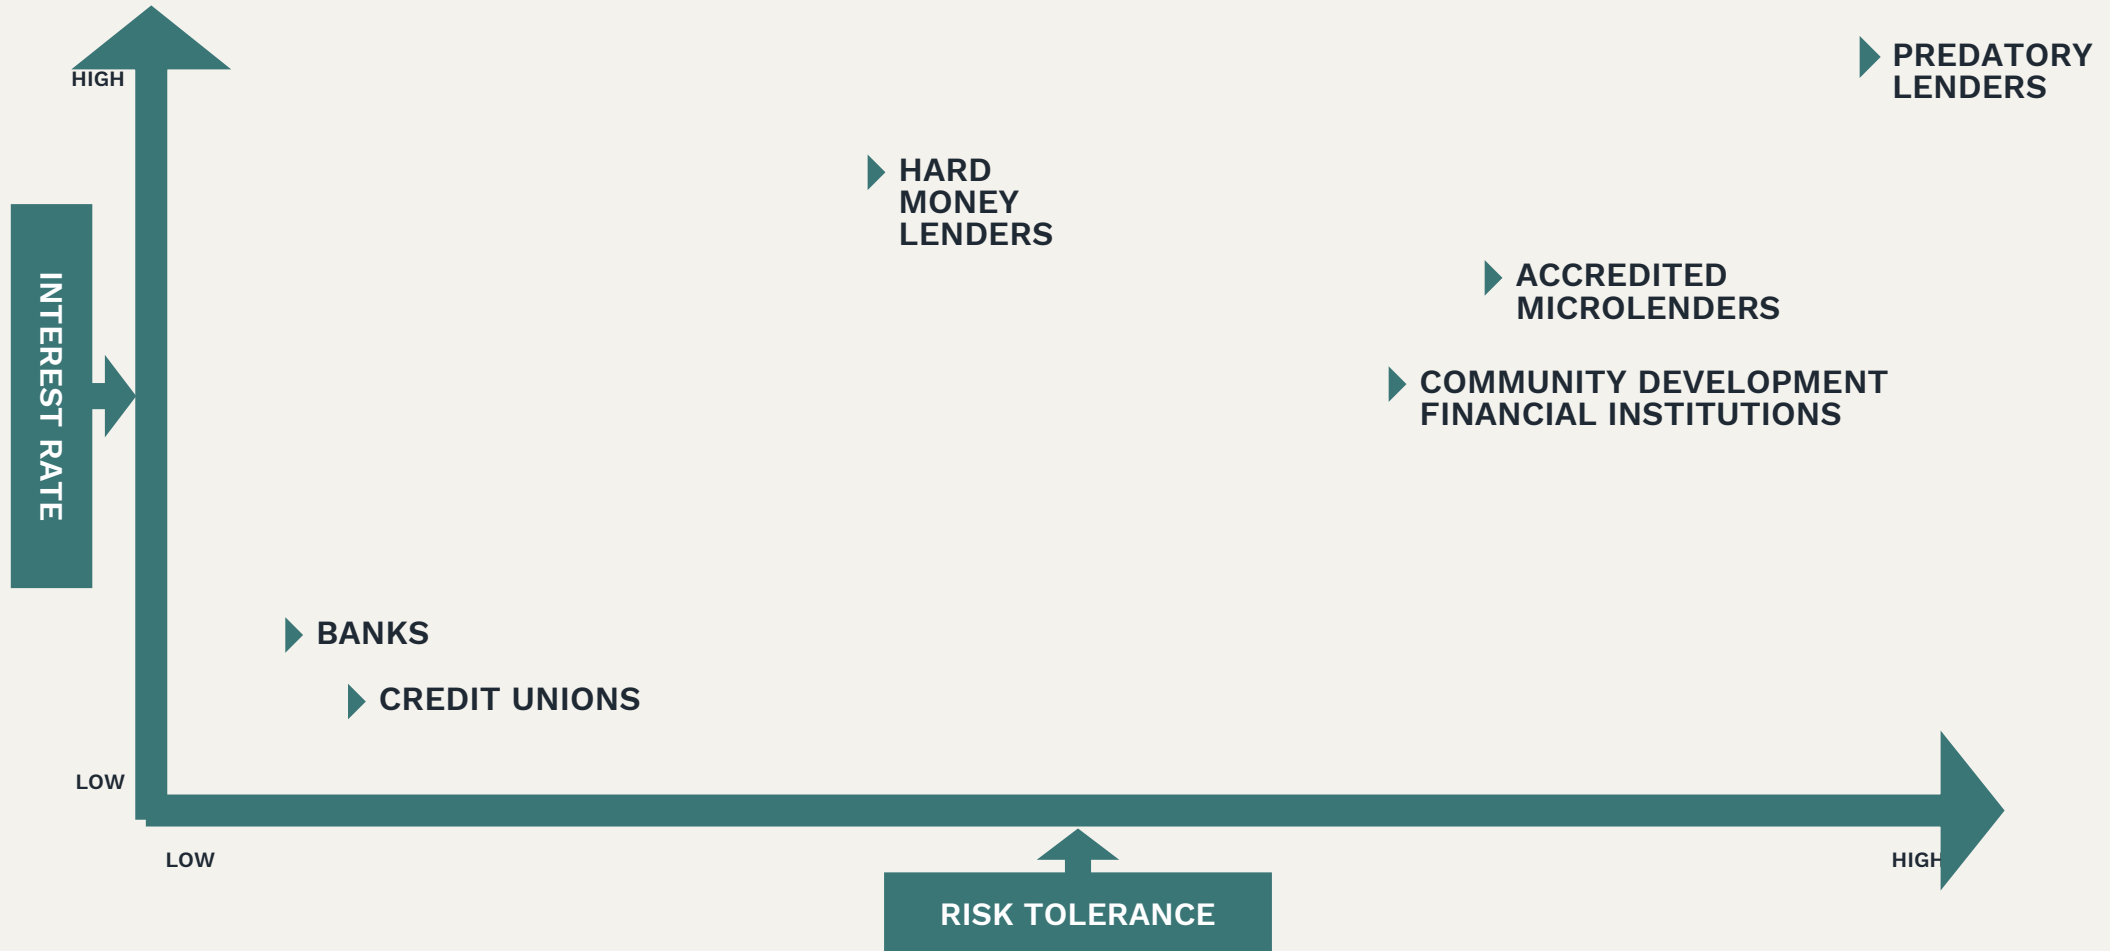 HIGH
PREDATORY
LENDERS
HARD
MONEY
LENDERS
INTEREST RATE
ACCREDITED
MICROLENDERS
COMMUNITY DEVELOPMENT
FINANCIAL INSTITUTIONS
BANKS
CREDIT UNIONS
LOW
LOW
HIGH
RISK TOLERANCE